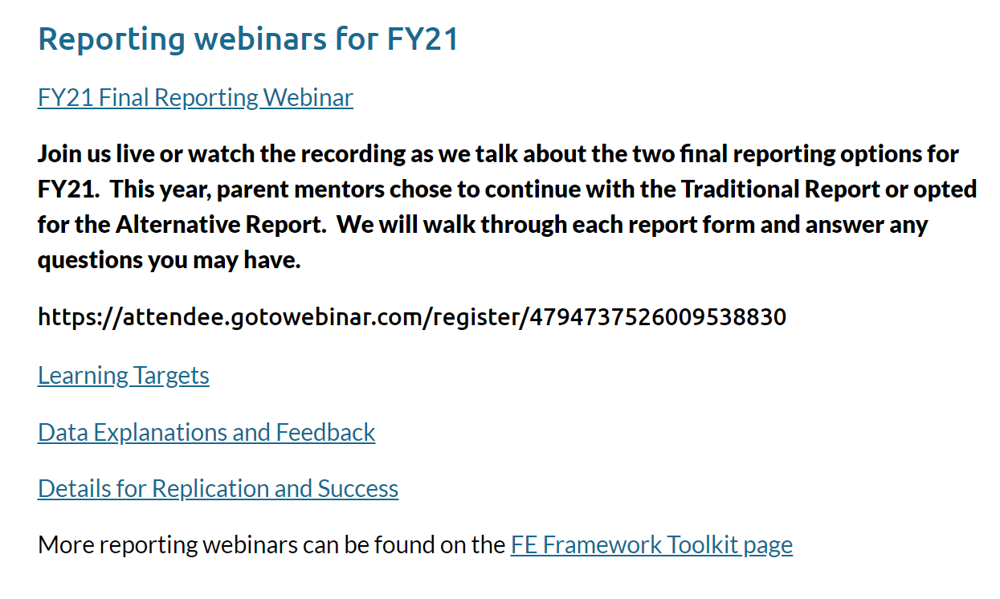 Reporting webinars for FY21
FY21 Final Reporting Webinar
Join us live or watch the recording as we talk about the two final reporting options for
FY21.  This year, parent mentors chose to continue with the Traditional Report or opted
for the Alternative Report.  We will walk through each report form and answer any
questions you may have.
https://attendee.gotowebinar.com/register/4794737526009538830
Learning Targets
Data Explanations and Feedback
Details for Replication and Success
More reporting webinars can be found on the FE Framework Toolkit page